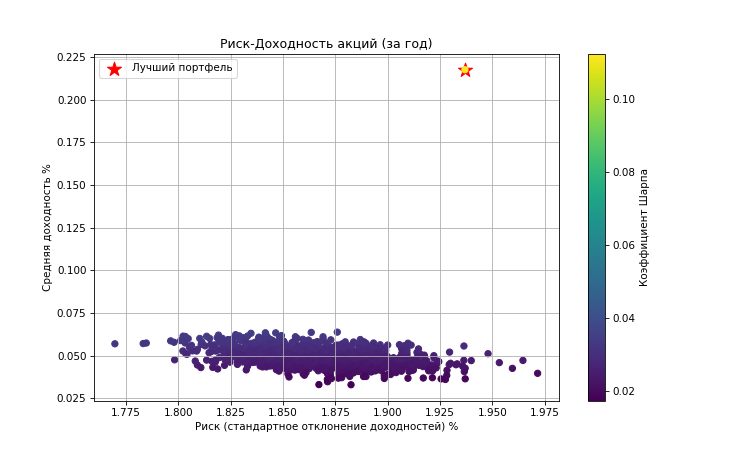 Риск-Доходность акций (за год)
Лучший портфель
Средняя доходность %
0.225
0.200
0.175
0.150
0.125
0.100
0.075
0.050
0.025
1.775 1.800 1.825 1.850 1.875 1.900 1.925 1.950 1.975
Риск (стандартное отклонение доходностей) %
0.10
0.08
0.06
0.04
0.02
Коэффициент Шарпа